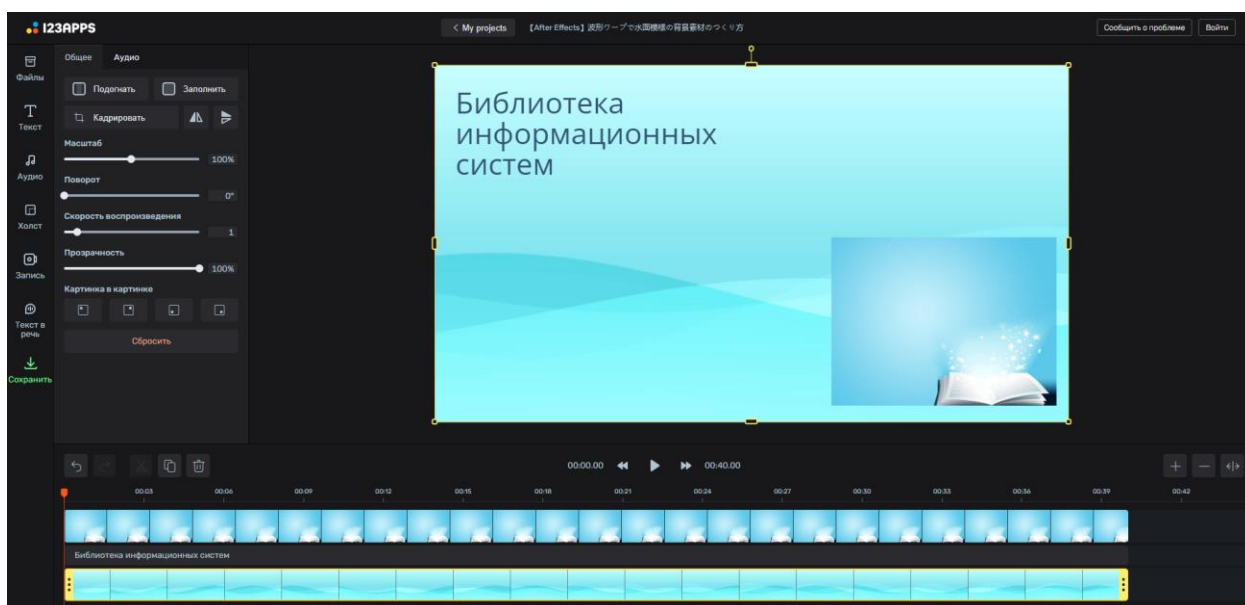 123APPS
My projects
【After Effects】波形ワープで水面模様の背景素材のつくり方
Сообщить о проблеме
Войти
Файлы
Текст
Аудио
Холст
Запись
Текст в
речь
Сохранить
Общее Аудио
Подогнать Заполнить
Кадрировать
Масштаб
100%
Поворот
0°
Скорость воспроизведения
1
Прозрачность
100%
Картинка в картинке
Сбросить
Библиотека
информационных
систем
00:00.00 00:40.00
00:03 00:06 00:09 00:12 00:15 00:18 00:21 00:24 00:27 00:30 00:33 00:36 00:39 00:42
Библиотека информационных систем